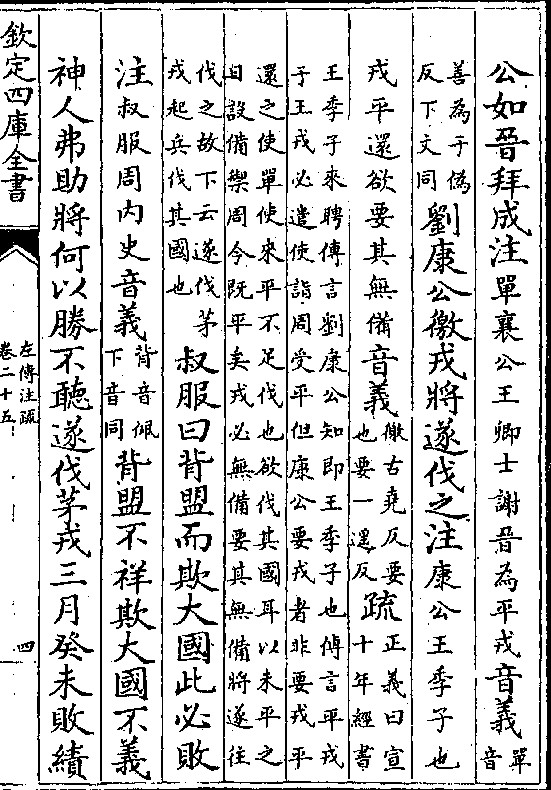 公如晉拜成注單襄公王卿士謝晉為平戎音義單
音
善為于偽
反下文同
劉康公徼戎將遂伐之注康公王季子也
戎平還欲要其無備音義
徼古堯反要
也要一遥反
疏
正義曰宣
十年經書
王季子來聘傳言劉康公知即王季子也傳言平戎
于王戎必遣使詣周受平但康公要戎者非要戎平
還之使單使來平不足伐也欲伐其國耳以未平之
日設備禦周今既平矣戎必無備要其無備將遂往
伐之故下云遂伐茅
戎起兵伐其國也
叔服曰背盟而欺大國此必敗
注叔服周内史音義
背音佩
下音同
背盟不祥欺大國不義
神人弗助將何以勝不聽遂伐茅戎三月癸未敗績
欽定四庫全書
左傳注疏
卷二十五
四